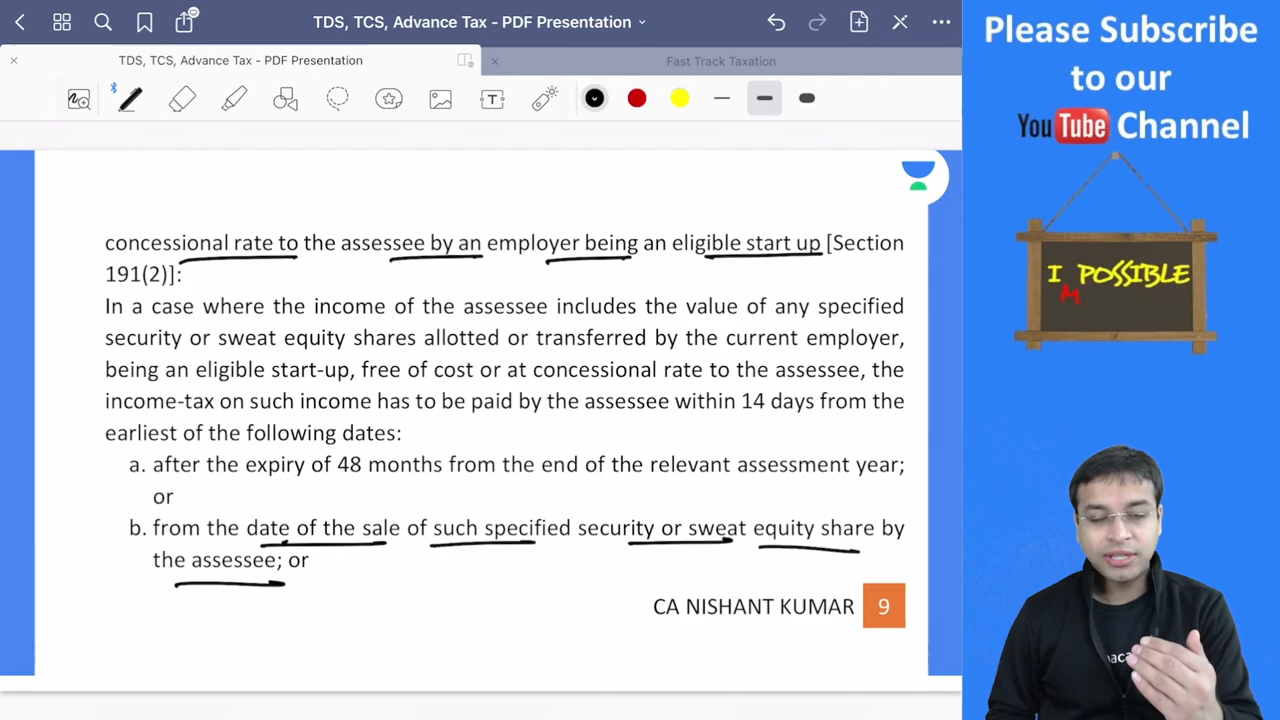 TDS, TCS, Advance Tax - PDF Presentation
TDS, TCS, Advance Tax - PDF Presentation
Fast Track Taxation
concessional rate to the assessee by an employer being an eligible start up [Section
191(2)]:
In a case where the income of the assessee includes the value of any specified
security or sweat equity shares allotted or transferred by the current employer,
being an eligible start-up, free of cost or at concessional rate to the assessee, the
income-tax on such income has to be paid by the assessee within 14 days from the
earliest of the following dates:
a. after the expiry of 48 months from the end of the relevant assessment year;
or
b. from the date of the sale of such specified security or sweat equity share by
the assessee; or
CA NISHANT KUMAR 9
Please Subscribe
to our
YouTube Channel
I POSSIBLE
M